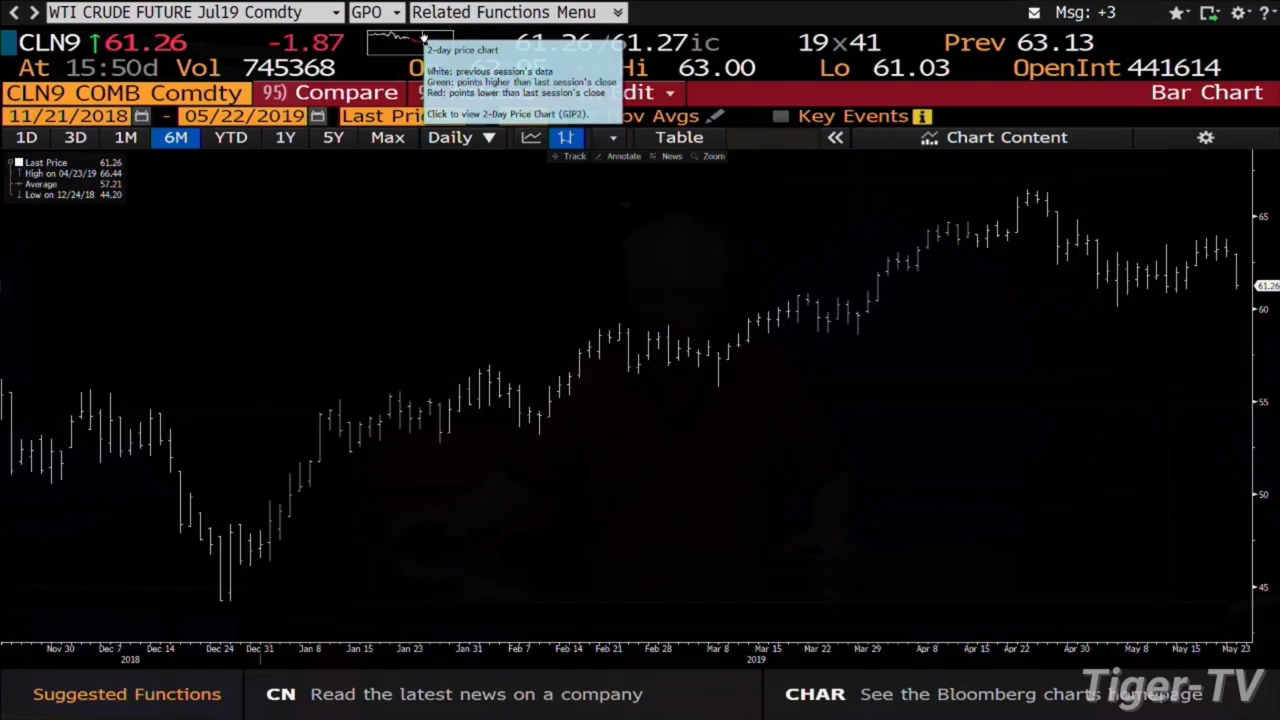 WTI CRUDE FUTURE Jul19 Comdty GPO Related Functions Menu Msg: +3
CLN9 ↑61.26 -1.87 61.26/61.27ic 19×41 Prev 63.13
At 15:50d Vol 745368 Hi 63.00 Lo 61.03 OpenInt 441614
CLN9 COMB Comdty 95) Compare Bar Chart
11/21/2018 - 05/22/2019 Key Events
2-day price chart
White: previous session's data
Green: points higher than last session's close
Red: points lower than last session's close
Click to view 2-Day Price Chart (GIP2).
1D 3D 1M 6M YTD 1Y 5Y Max Daily ▼ Table « Chart Content
+ Track Annotate News Zoom
Last Price 61.26
High on 04/23/19 66.44
Average 57.21
Low on 12/24/18 44.20
65
61.26
60
55
50
45
Nov 30 Dec 7 Dec 14 Dec 24 Dec 31 Jan 8 Jan 15 Jan 23 Jan 31 Feb 7 Feb 14 Feb 21 Feb 28 Mar 8 Mar 15 Mar 22 Mar 29 Apr 8 Apr 15 Apr 23 Apr 30 May 8 May 15 May 23
2018 2019
Suggested Functions CN Read the latest news on a company CHAR See the Bloomberg charts homepage
Tiger-TV